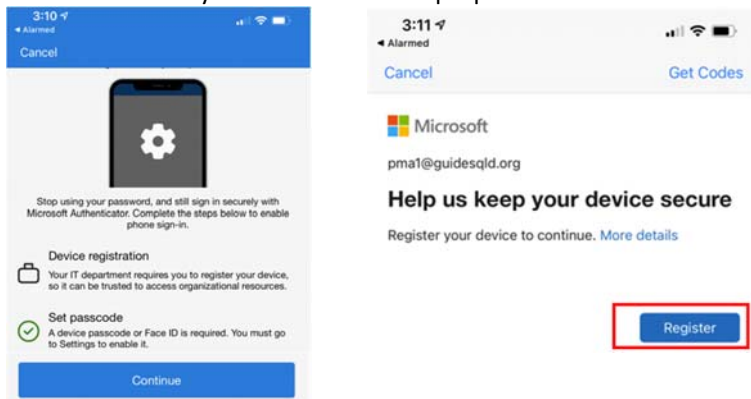 3:10
◀ Alarmed
Cancel
Stop using your password, and still sign in securely with
Microsoft Authenticator. Complete the steps below to enable
phone sign-in.
Device registration
Your IT department requires you to register your device,
so it can be trusted to access organizational resources.
Set passcode
A device passcode or Face ID is required. You must go
to Settings to enable it.
Continue
3:11
◀ Alarmed
Cancel
Get Codes
Microsoft
pma1@guidesqld.org
Help us keep your device secure
Register your device to continue. More details
Register